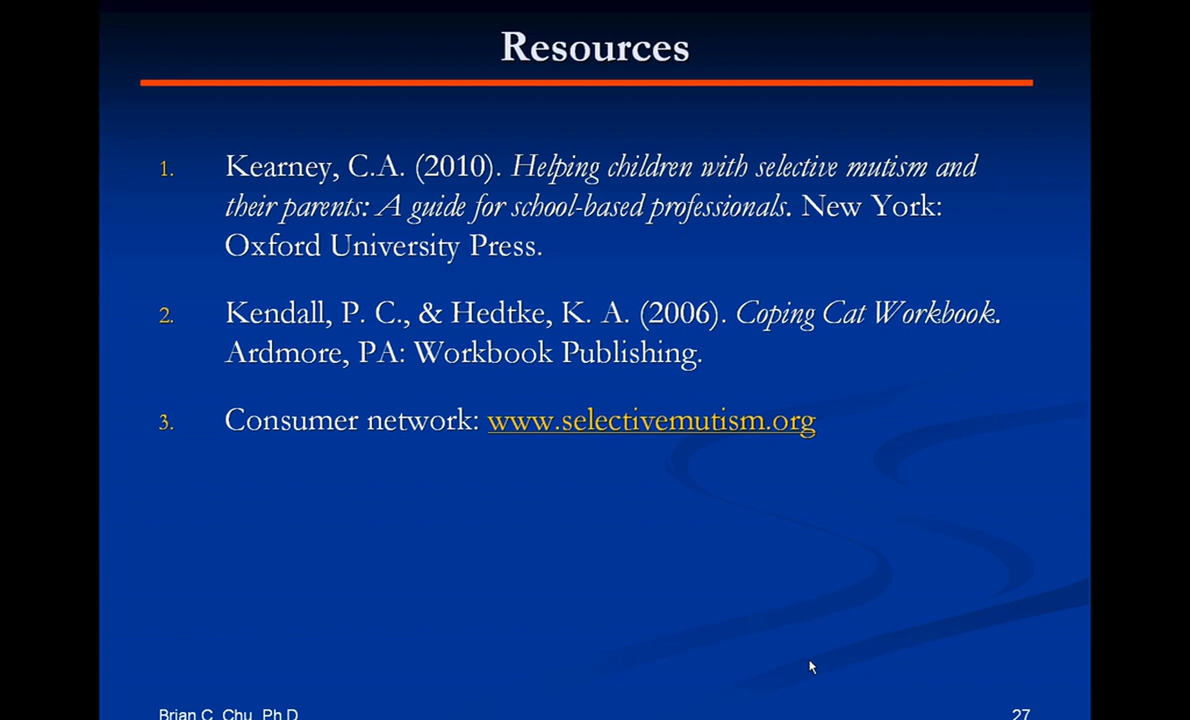 Resources
1. Kearney, C.A. (2010). Helping children with selective mutism and
their parents: A guide for school-based professionals. New York:
Oxford University Press.
2. Kendall, P. C., & Hedtke, K. A. (2006). Coping Cat Workbook.
Ardmore, PA: Workbook Publishing.
3. Consumer network: www.selectivemutism.org
Brian C. Chu, Ph.D. 27